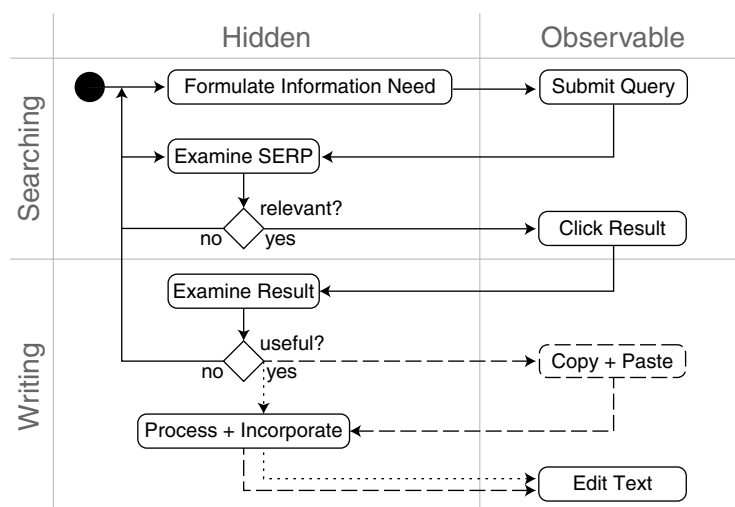 Hidden
Observable
Searching
Formulate Information Need
Submit Query
Examine SERP
relevant?
no
yes
Click Result
Writing
Examine Result
useful?
no
yes
Copy + Paste
Process + Incorporate
Edit Text